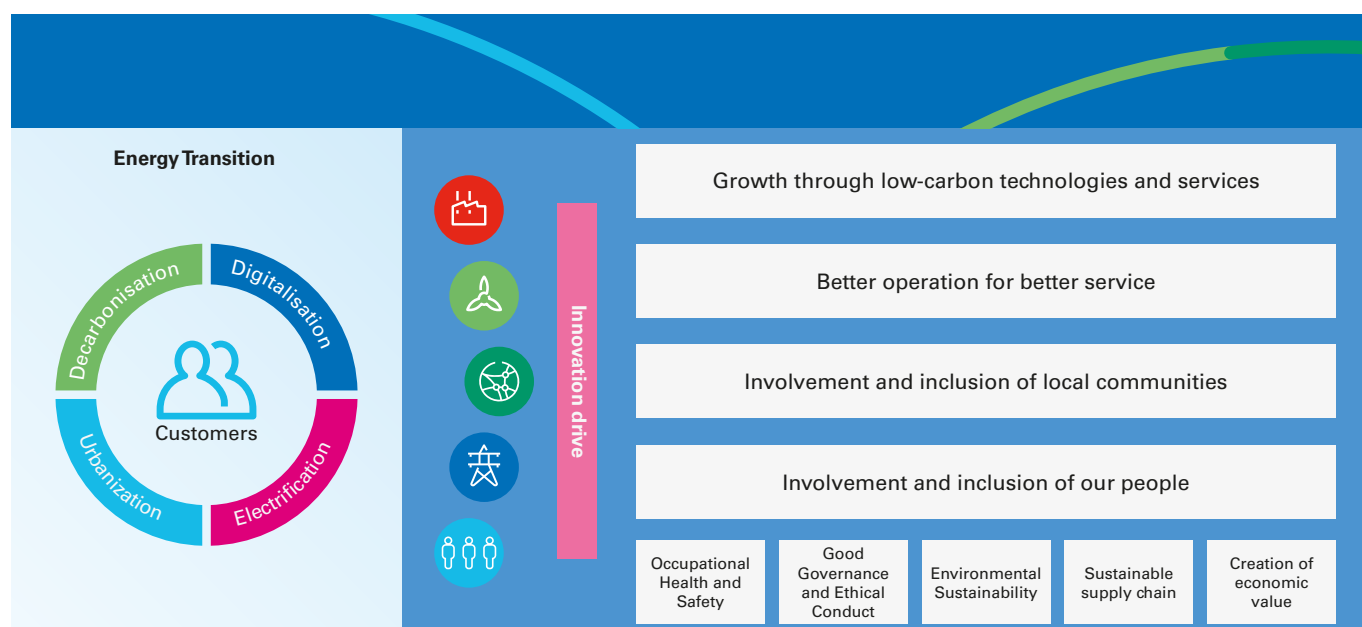 Energy Transition
Decarbonisation
Digitalisation
Customers
Urbanization
Electrification
Innovation drive
Growth through low-carbon technologies and services
Better operation for better service
Involvement and inclusion of local communities
Involvement and inclusion of our people
Occupational
Health and
Safety
Good
Governance
and Ethical
Conduct
Environmental
Sustainability
Sustainable
supply chain
Creation of
economic
value